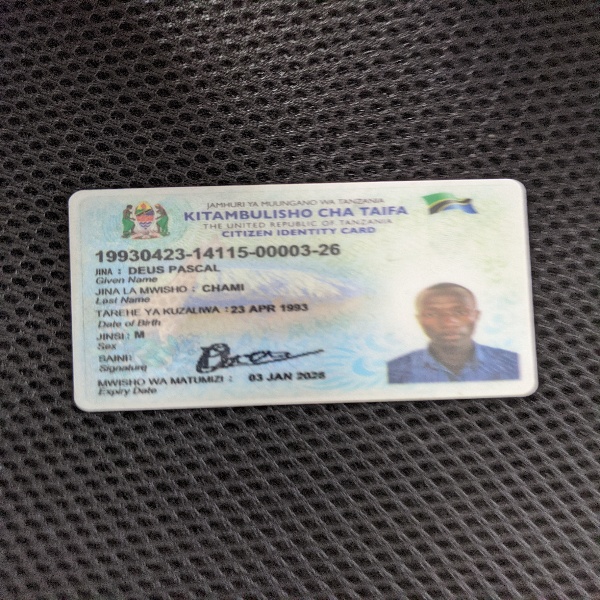 JAMHURI YA MUUNGANO WA TANZANIA
KITAMBULISHO CHA TAIFA
THE UNITED REPUBLIC OF TANZANIA
CITIZEN IDENTITY CARD
19930423-14115-00003-26
JINA : DEUS PASCAL
Given Name
JINA LA MWISHO : CHAMI
Last Name
TAREHE YA KUZALIWA : 23 APR 1993
Date of Birth
JINSI : M
Sex
SAINI:
Signature
MWISHO WA MATUMIZI : 03 JAN 2028
Expiry Date